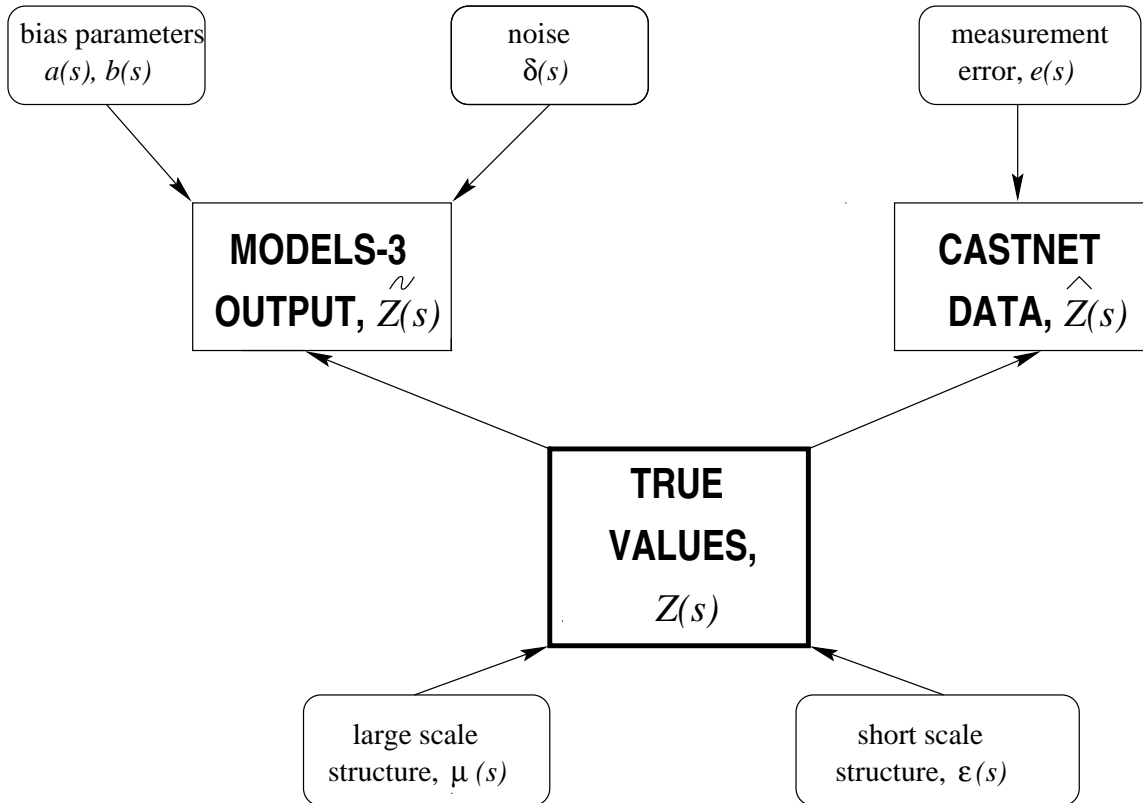 bias parameters
a(s), b(s)
noise
δ(s)
measurement
error, e(s)
MODELS-3
OUTPUT, Z̃(s)
CASTNET
DATA, Ẑ(s)
TRUE
VALUES,
Z(s)
large scale
structure, μ(s)
short scale
structure, ε(s)